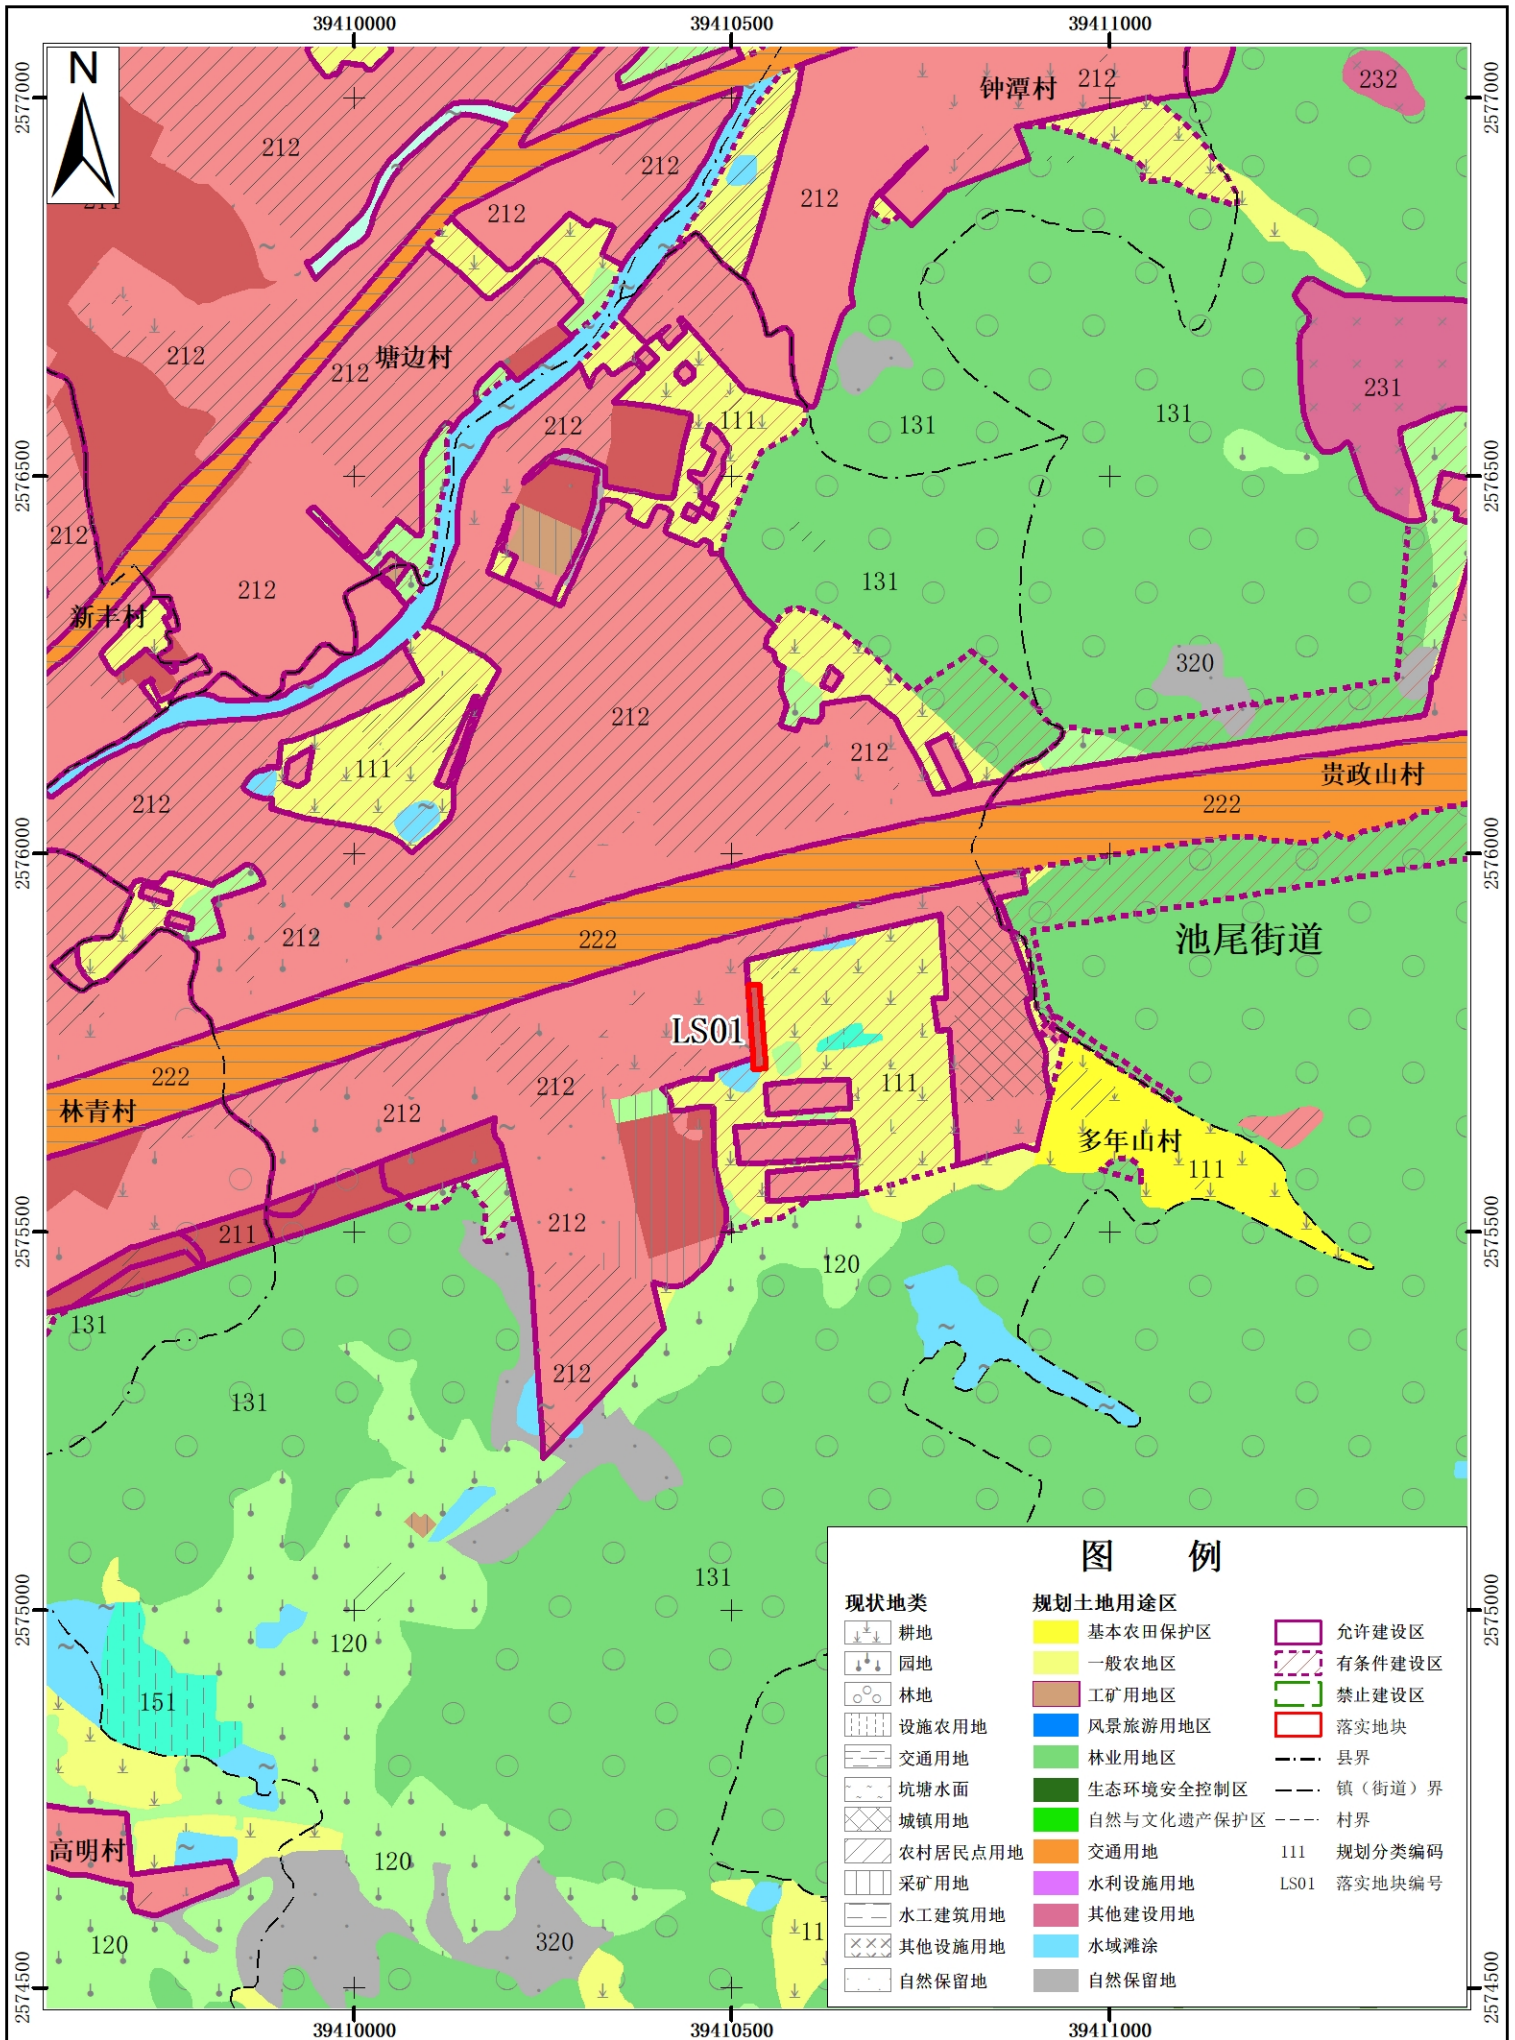 39410000 39410500 39411000
N
2577000 2577000
钟潭村 212
232
212
212
212
212
211
212
塘边村
212
231
111
131
131
212
2576500 2576500
212
131
212
新丰村
320
212
212
111
贵政山村
212
222
2576000 2576000
212
222
池尾街道
LS01
222
212
111
林青村
212
多年山村
111
212
2575500 2575500
211
120
131
212
131
131
2575000 2575000
120
151
高明村
120
120
320
11
2574500 2574500
39410000 39410500 39411000
图 例
现状地类
耕地
园地
林地
设施农用地
交通用地
坑塘水面
城镇用地
农村居民点用地
采矿用地
水工建筑用地
其他设施用地
自然保留地
规划土地用途区
基本农田保护区
一般农地区
工矿用地区
风景旅游用地区
林业用地区
生态环境安全控制区
自然与文化遗产保护区
交通用地
水利设施用地
其他建设用地
水域滩涂
自然保留地
允许建设区
有条件建设区
禁止建设区
落实地块
县界
镇（街道）界
村界
111 规划分类编码
LS01 落实地块编号